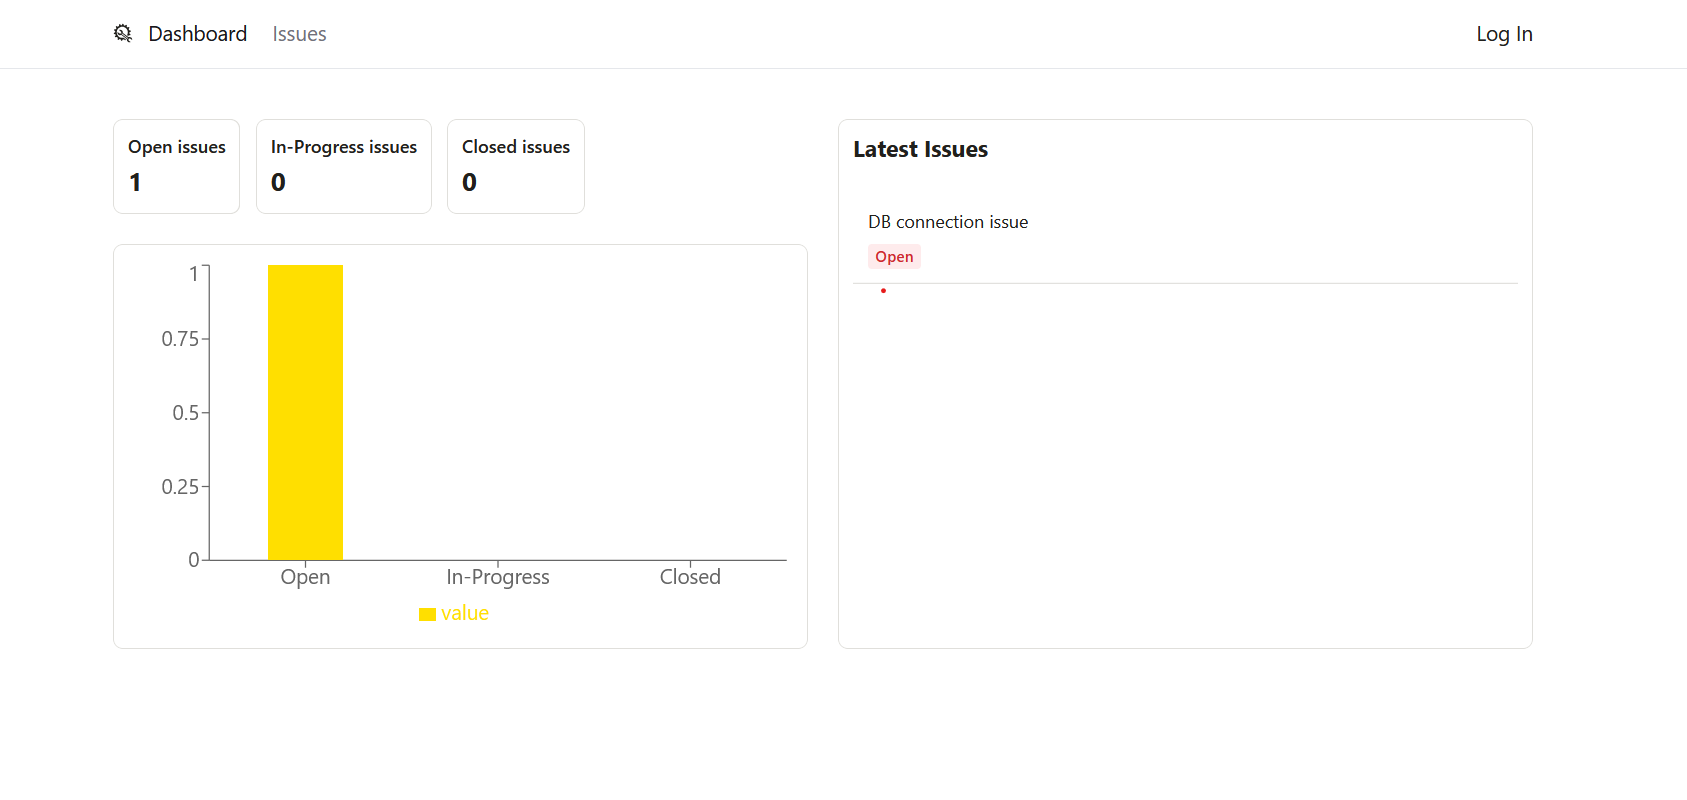 Dashboard Issues Log In
Open issues
1
In-Progress issues
0
Closed issues
0
1
0.75
0.5
0.25
0
Open In-Progress Closed
value
Latest Issues
DB connection issue
Open